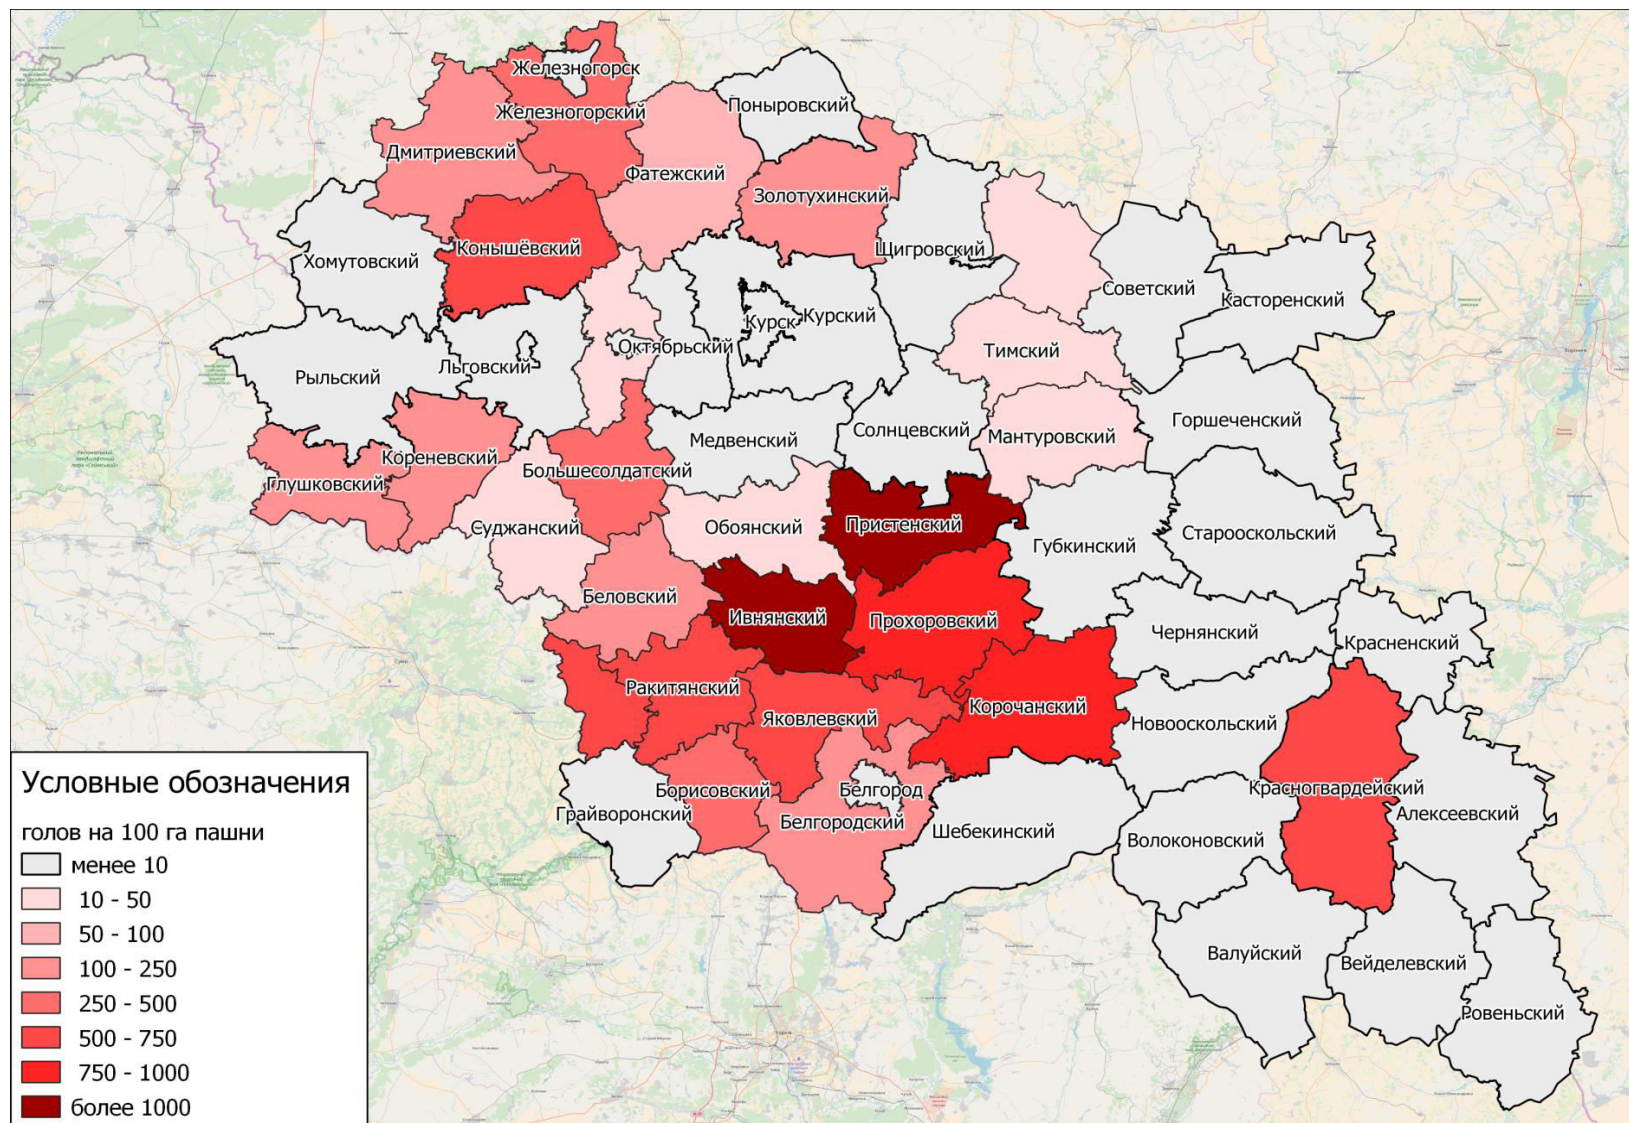 Железногорск
Поныровский
Железногорский
Дмитриевский
Фатежский
Золотухинский
Конышёвский
Щигровский
Хомутовский
Советский
Касторенский
Курск
Курский
Октябрьский
Тимский
Льговский
Рыльский
Горшеченский
Солнцевский
Мантуровский
Медвенский
Кореневский
Большесолдатский
Глушковский
Суджанский
Обоянский
Пристенский
Старооскольский
Губкинский
Беловский
Ивнянский
Прохоровский
Чернянский
Красненский
Ракитянский
Корочанский
Яковлевский
Новооскольский
Борисовский
Белгород
Красногвардейский
Грайворонский
Белгородский
Алексеевский
Шебекинский
Волоконовский
Валуйский
Вейделевский
Ровеньский
Условные обозначения
голов на 100 га пашни
менее 10
10 - 50
50 - 100
100 - 250
250 - 500
500 - 750
750 - 1000
более 1000